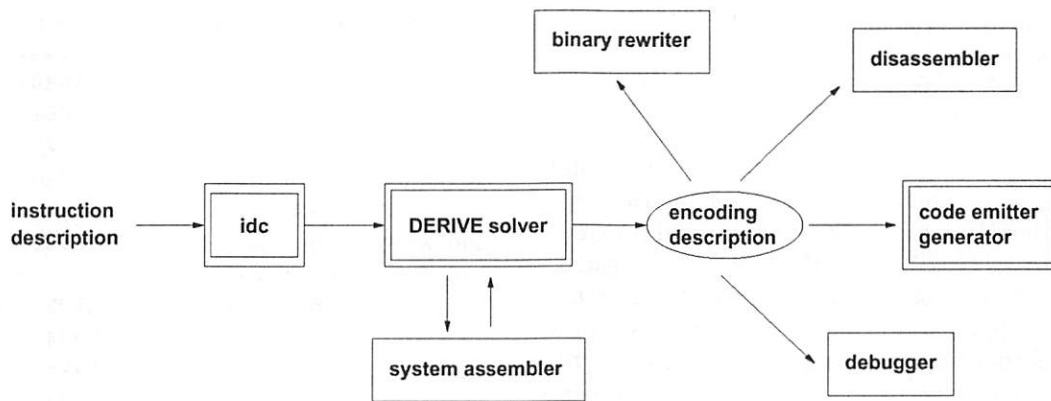 binary rewriter
disassembler
instruction
description
idc
DERIVE solver
encoding
description
code emitter
generator
system assembler
debugger